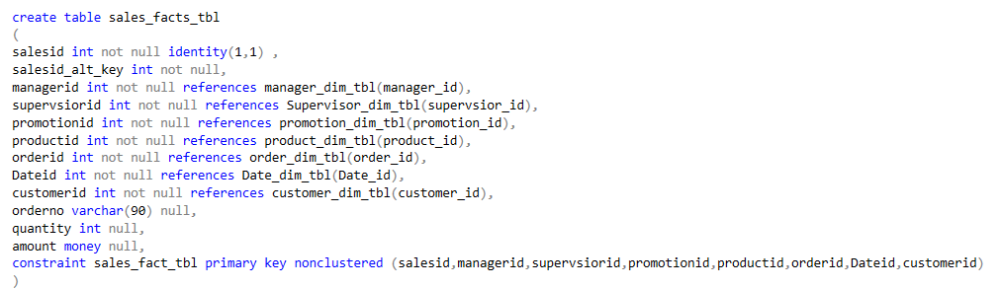 create table sales_facts_tbl
(
salesid int not null identity(1,1) ,
salesid_alt_key int not null,
managerid int not null references manager_dim_tbl(manager_id),
supervsiorid int not null references Supervisor_dim_tbl(supervsior_id),
promotionid int not null references promotion_dim_tbl(promotion_id),
productid int not null references product_dim_tbl(product_id),
orderid int not null references order_dim_tbl(order_id),
Dateid int not null references Date_dim_tbl(Date_id),
customerid int not null references customer_dim_tbl(customer_id),
orderno varchar(90) null,
quantity int null,
amount money null,
constraint sales_fact_tbl primary key nonclustered (salesid,managerid,supervsiorid,promotionid,productid,orderid,Dateid,customerid)
)